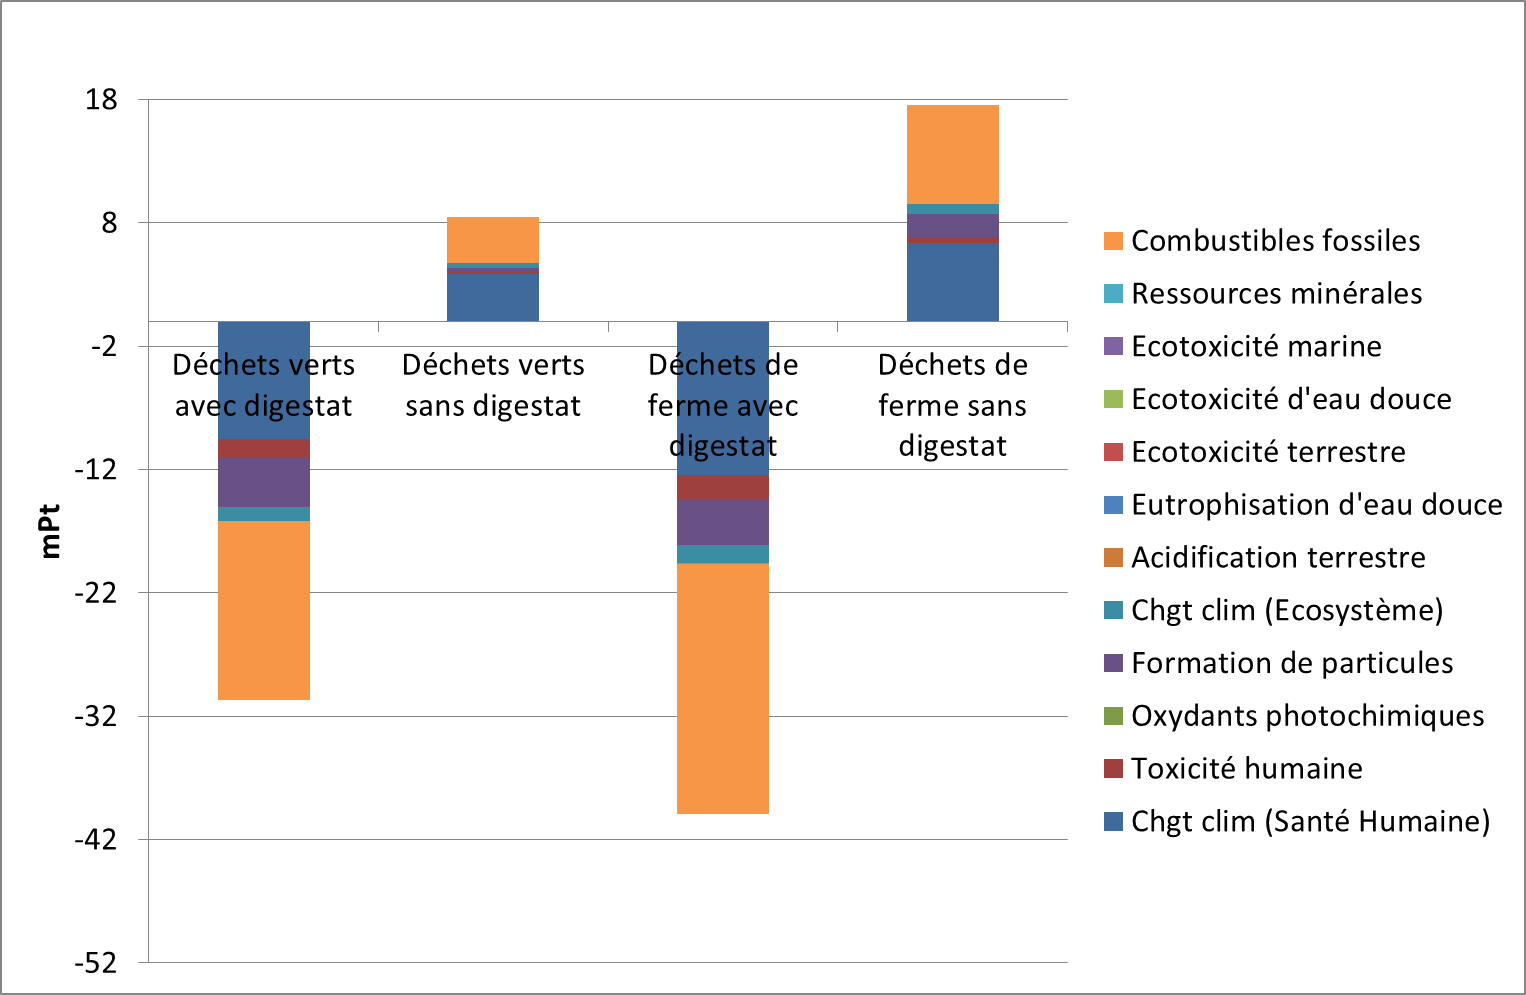 18
8
-2
-12
-22
-32
-42
-52
mPt
Déchets verts
avec digestat
Déchets verts
sans digestat
Déchets de
ferme avec
digestat
Déchets de
ferme sans
digestat
Combustibles fossiles
Ressources minérales
Ecotoxicité marine
Ecotoxicité d'eau douce
Ecotoxicité terrestre
Eutrophisation d'eau douce
Acidification terrestre
Chgt clim (Ecosystème)
Formation de particules
Oxydants photochimiques
Toxicité humaine
Chgt clim (Santé Humaine)